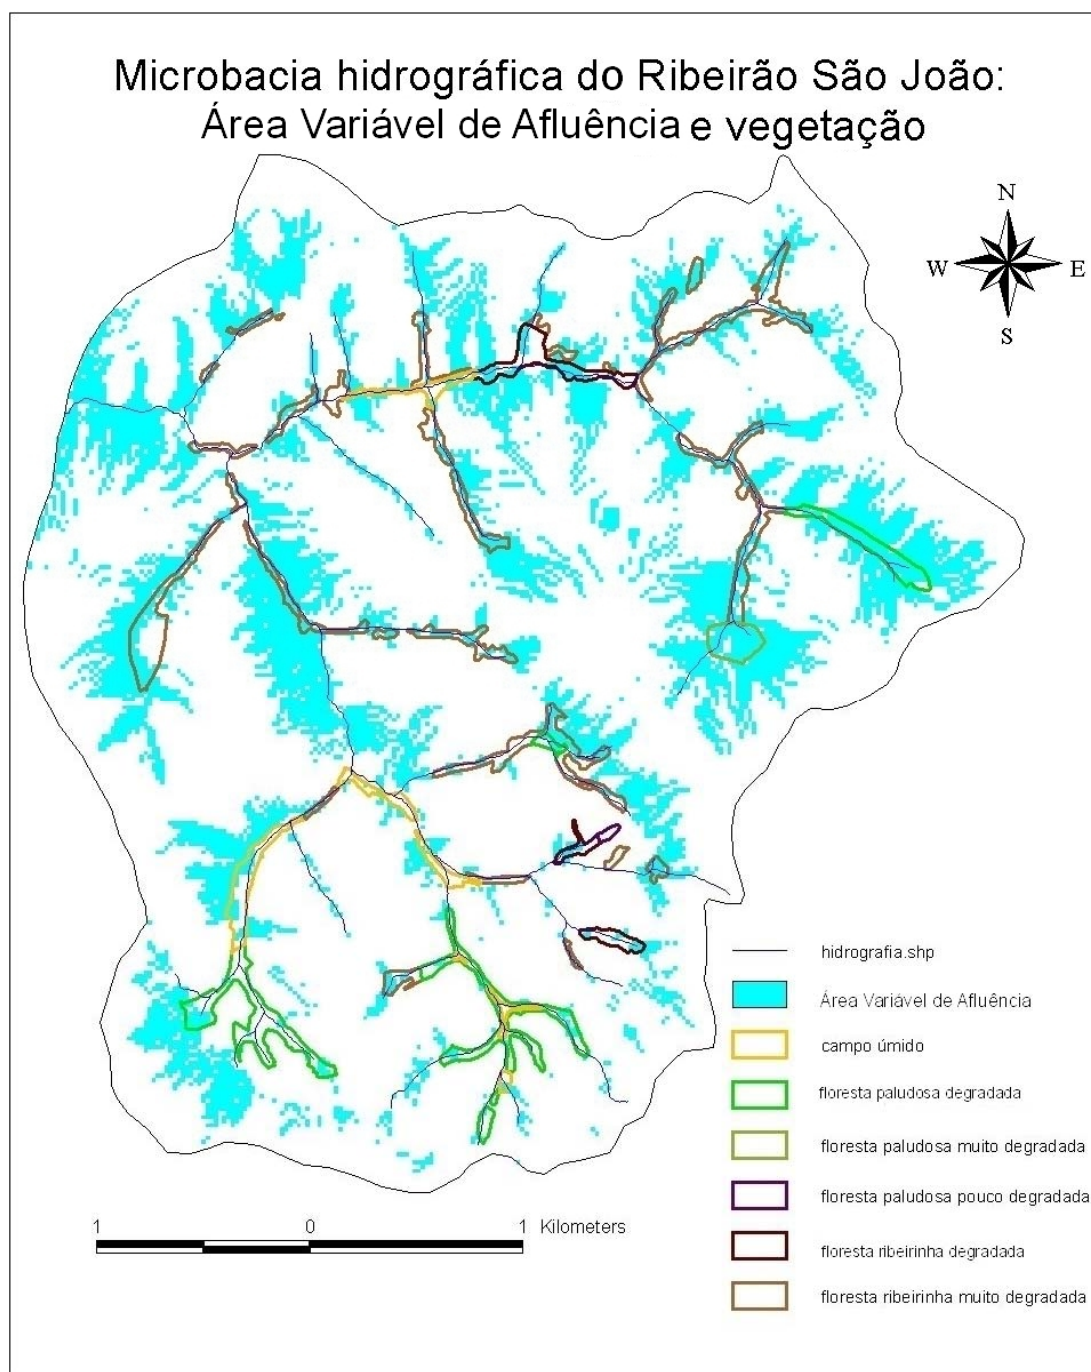 Microbacia hidrográfica do Ribeirão São João:
Área Variável de Afluência e vegetação
N
W E
S
hidrografia.shp
Área Variável de Afluência
campo úmido
floresta paludosa degradada
floresta paludosa muito degradada
floresta paludosa pouco degradada
floresta ribeirinha degradada
floresta ribeirinha muito degradada
1 0 1 Kilometers